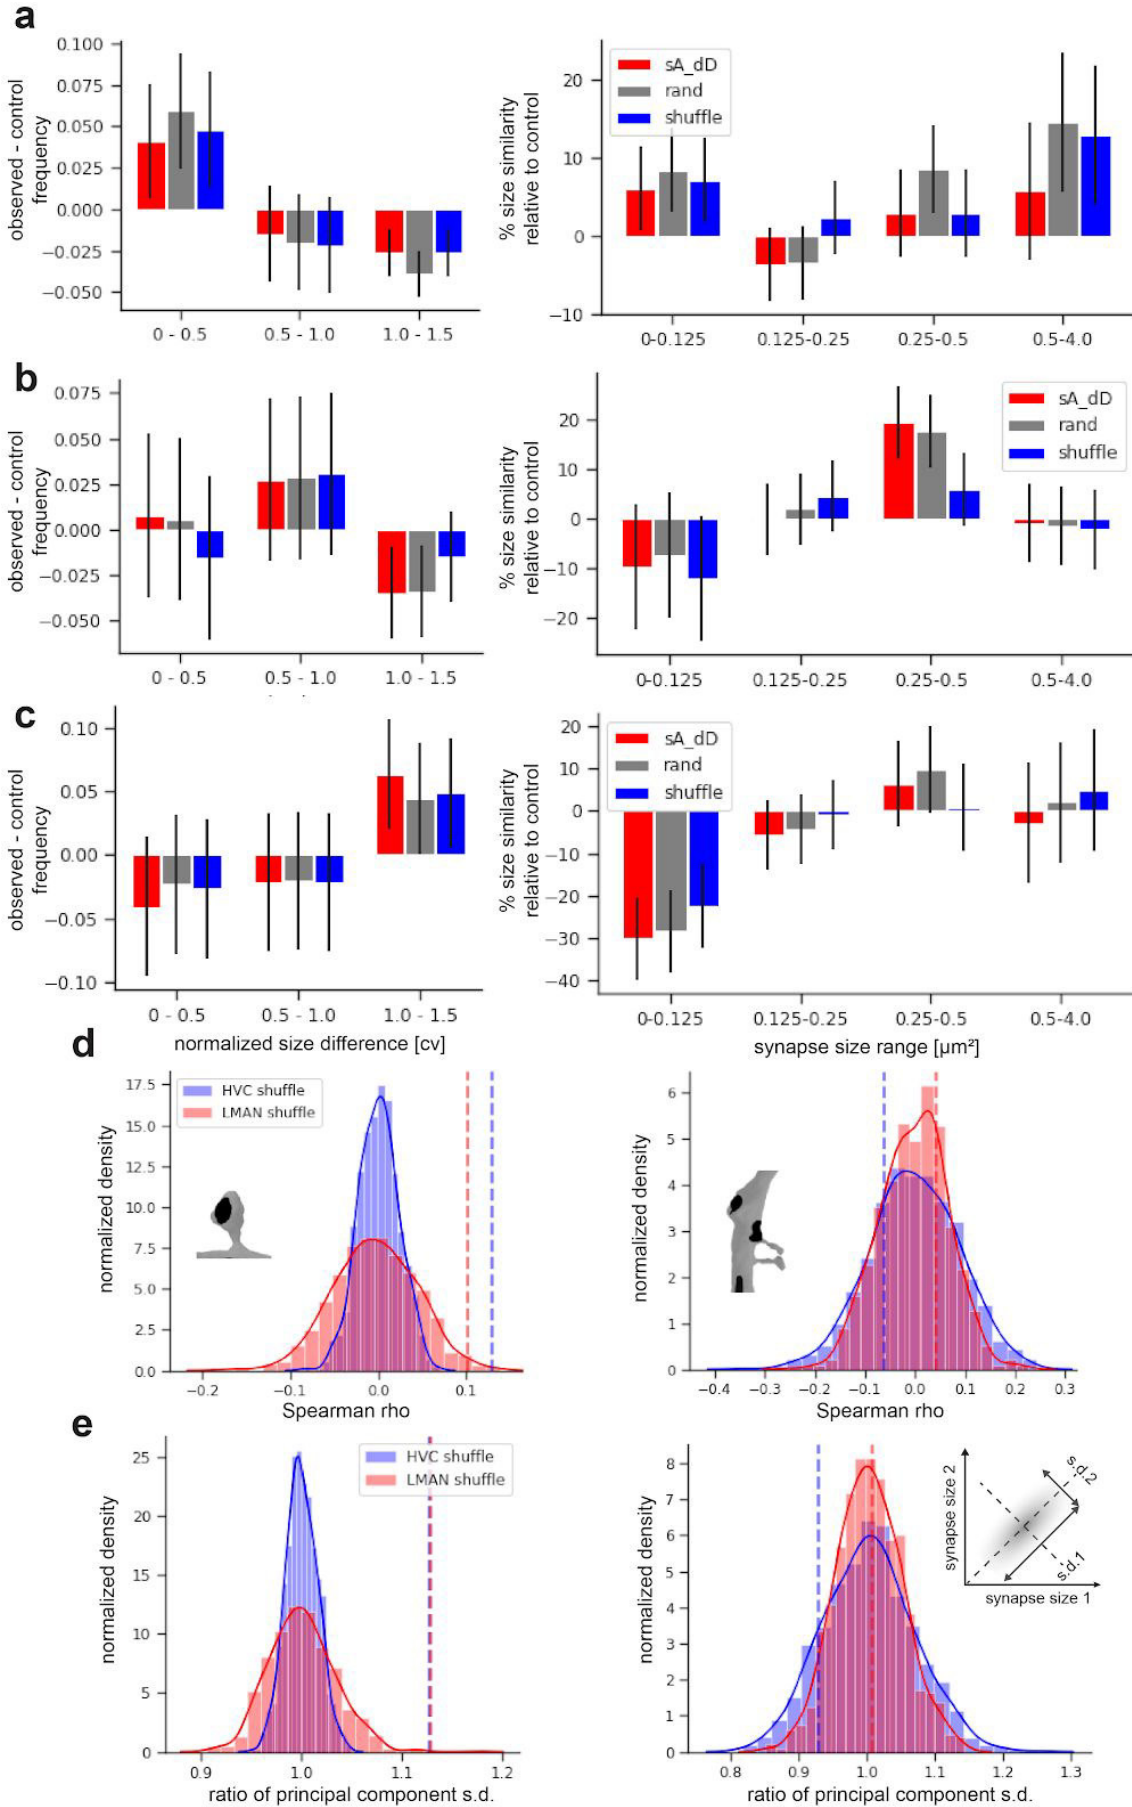 a
0.100
0.075
0.050
0.025
0.000
−0.025
−0.050
observed - control
frequency
0 - 0.5
0.5 - 1.0
1.0 - 1.5
20
10
0
−10
% size similarity
relative to control
sA_dD
rand
shuffle
0-0.125
0.125-0.25
0.25-0.5
0.5-4.0
b
0.075
0.050
0.025
0.000
−0.025
−0.050
observed - control
frequency
0 - 0.5
0.5 - 1.0
1.0 - 1.5
20
10
0
−10
−20
% size similarity
relative to control
sA_dD
rand
shuffle
0-0.125
0.125-0.25
0.25-0.5
0.5-4.0
c
0.10
0.05
0.00
−0.05
−0.10
observed - control
frequency
0 - 0.5
0.5 - 1.0
1.0 - 1.5
normalized size difference [cv]
20
10
0
−10
−20
−30
−40
% size similarity
relative to control
sA_dD
rand
shuffle
0-0.125
0.125-0.25
0.25-0.5
0.5-4.0
synapse size range [µm²]
d
17.5
15.0
12.5
10.0
7.5
5.0
2.5
0.0
normalized density
HVC shuffle
LMAN shuffle
−0.2
−0.1
0.0
0.1
Spearman rho
6
5
4
3
2
1
0
normalized density
−0.4
−0.3
−0.2
−0.1
0.0
0.1
0.2
0.3
Spearman rho
e
25
20
15
10
5
0
normalized density
HVC shuffle
LMAN shuffle
0.9
1.0
1.1
1.2
ratio of principal component s.d.
8
7
6
5
4
3
2
1
0
normalized density
synapse size 2
s.d.2
s.d.1
synapse size 1
0.8
0.9
1.0
1.1
1.2
1.3
ratio of principal component s.d.